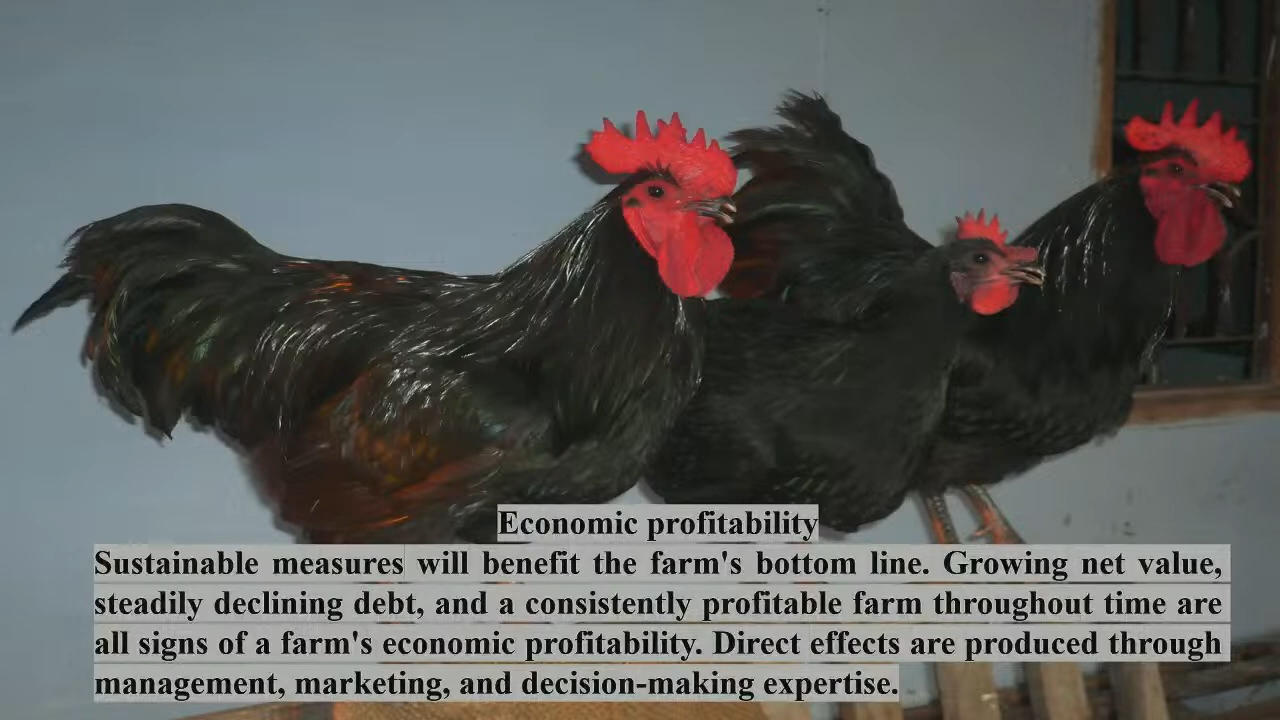 Economic profitability
Sustainable measures will benefit the farm's bottom line. Growing net value,
steadily declining debt, and a consistently profitable farm throughout time are
all signs of a farm's economic profitability. Direct effects are produced through
management, marketing, and decision-making expertise.